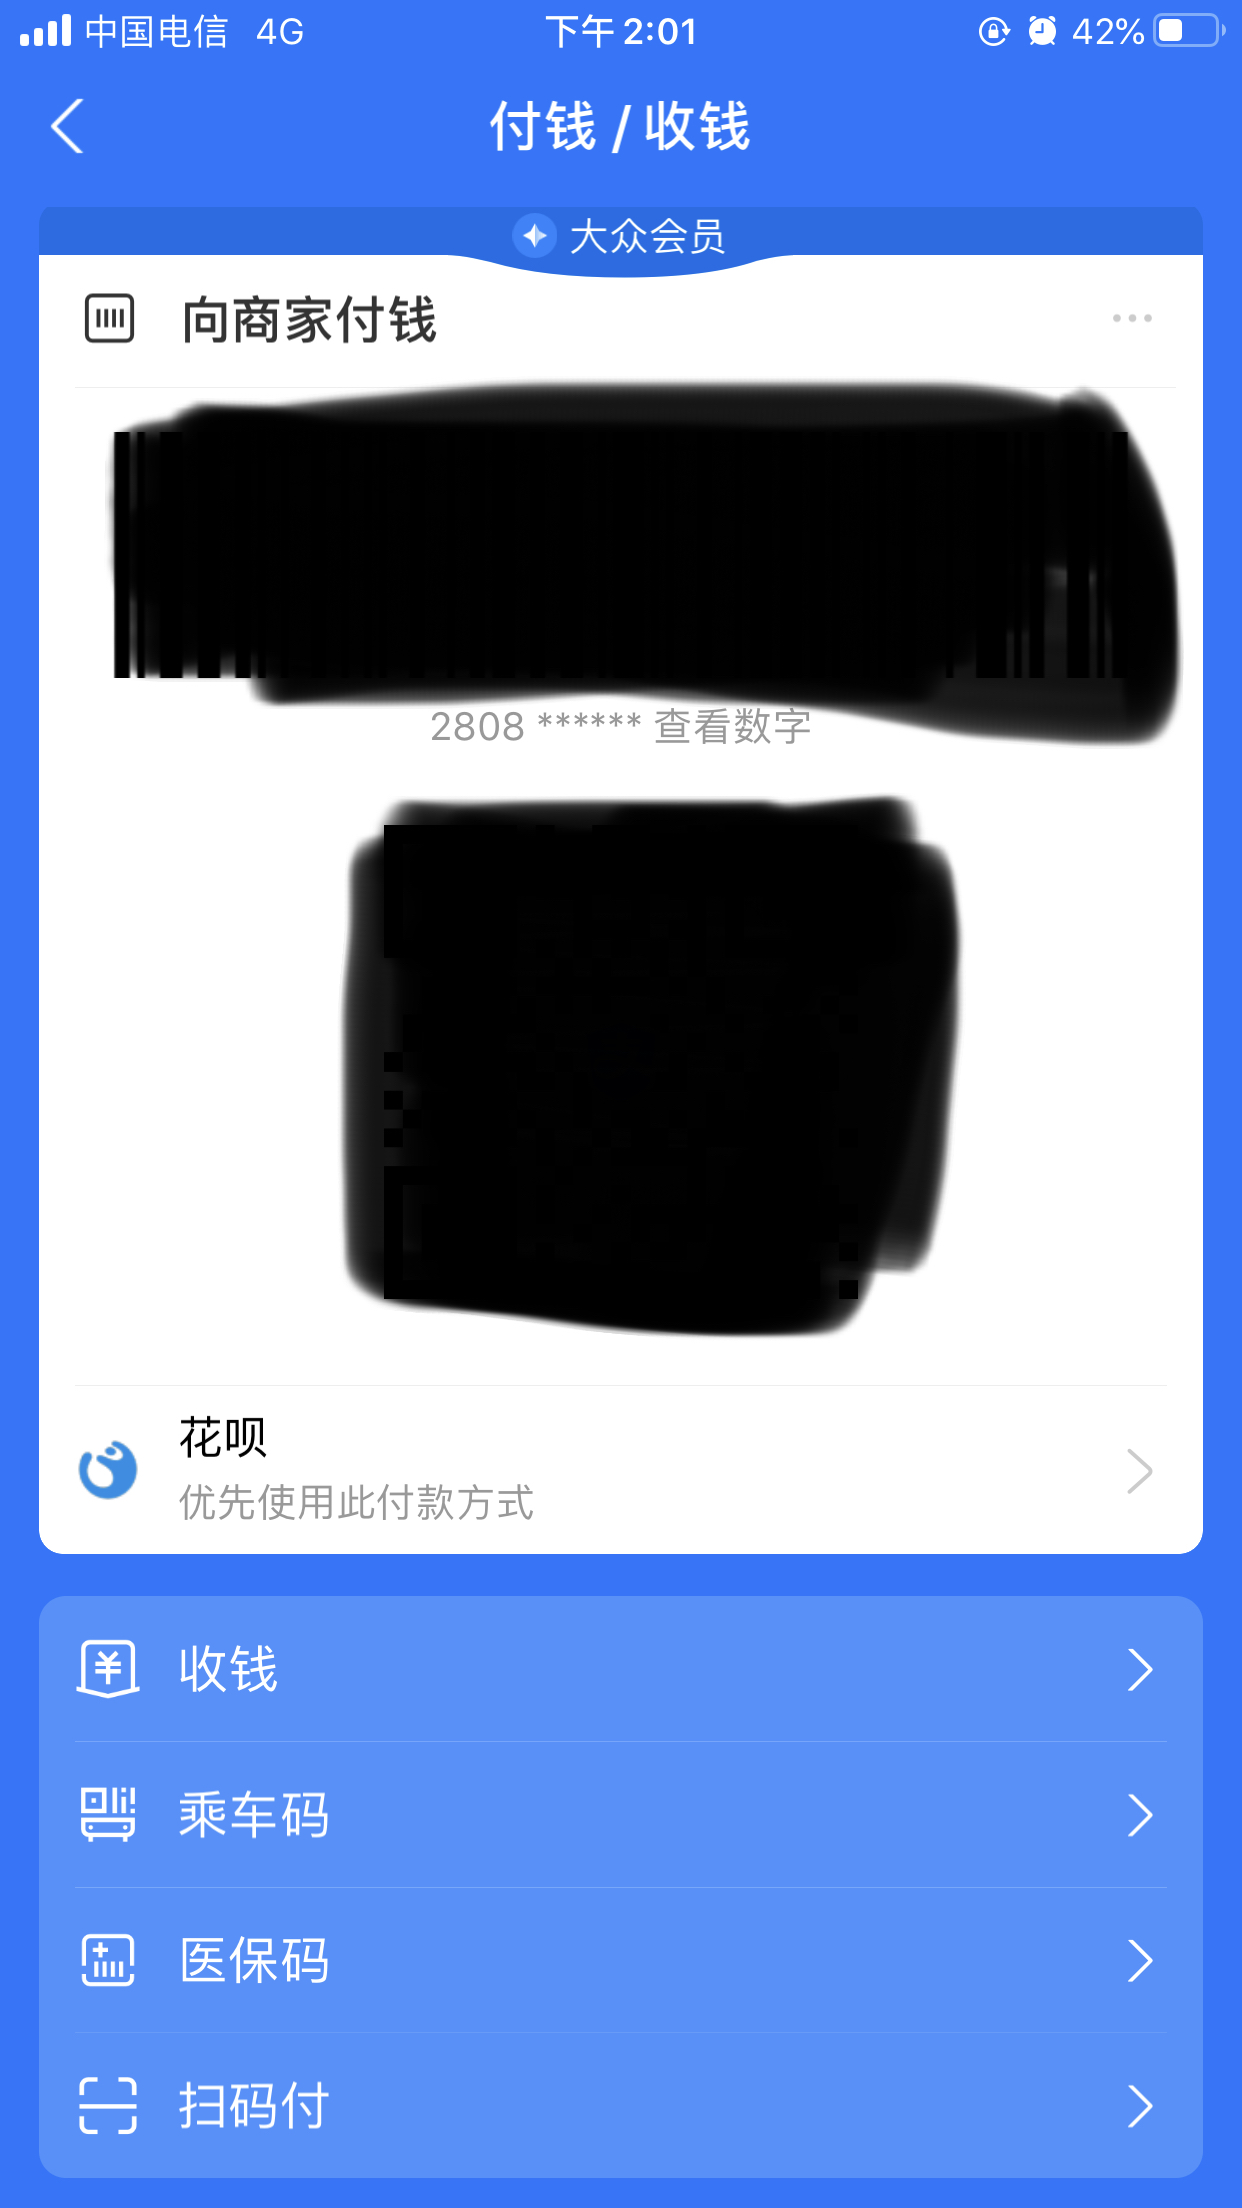 中国电信 4G 下午2:01 42%
付钱 / 收钱
大众会员
向商家付钱
2808 ****** 查看数字
花呗
优先使用此付款方式
收钱
乘车码
医保码
扫码付